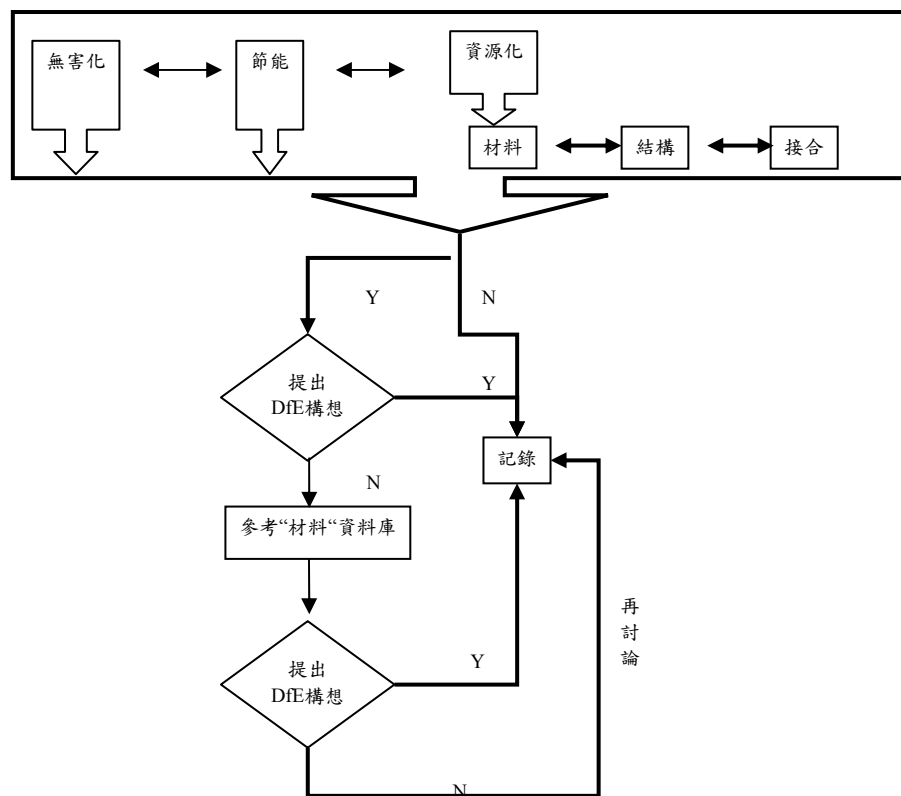 無害化
節能
資源化
材料
結構
接合
Y
N
提出
DfE構想
Y
記錄
N
參考“材料“資料庫
再
討
論
提出
DfE構想
Y
N